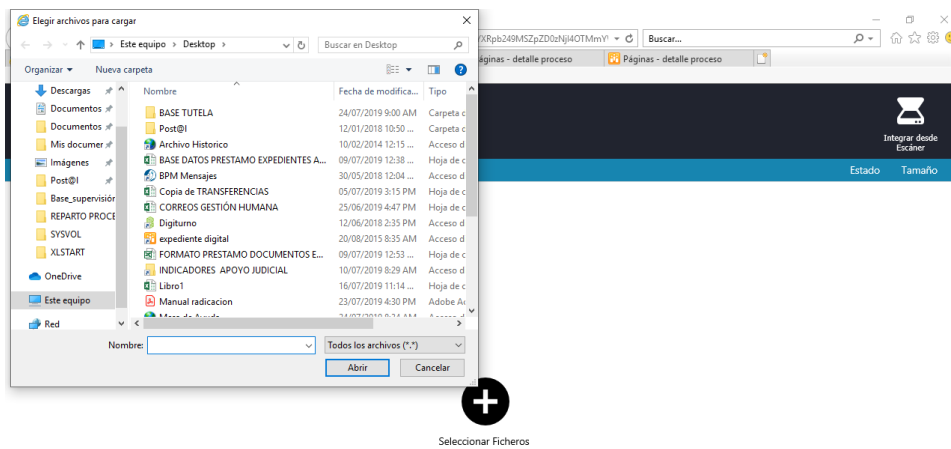 Elegir archivos para cargar
Este equipo > Desktop >
Buscar en Desktop
Buscar...
Páginas - detalle proceso
Organizar
Nueva carpeta
Nombre
Fecha de modifica...
Tipo
Descargas
Documentos
Documentos
Mis documer
Imágenes
Post@l
Base_supervisión
REPARTO PROCE
SYSVOL
XLSTART
OneDrive
Este equipo
Red
BASE TUTELA 24/07/2019 9:00 AM Carpeta c
Post@l 12/01/2018 10:50 ... Carpeta c
Archivo Historico 10/02/2014 12:15 ... Acceso d
BASE DATOS PRESTAMO EXPEDIENTES A... 09/07/2019 12:38 ... Hoja de c
BPM Mensajes 30/05/2018 12:04 ... Acceso d
Copia de TRANSFERENCIAS 05/07/2019 3:15 PM Hoja de c
CORREOS GESTIÓN HUMANA 25/06/2019 4:47 PM Hoja de c
Digiturno 12/06/2018 2:35 PM Acceso d
expediente digital 20/08/2015 8:35 AM Acceso d
FORMATO PRESTAMO DOCUMENTOS E... 09/07/2019 12:53 ... Hoja de c
INDICADORES APOYO JUDICIAL 10/07/2019 8:29 AM Acceso d
Libro1 16/07/2019 11:14 ... Hoja de c
Manual radicacion 23/07/2019 4:30 PM Adobe Ac
Nombre:
Todos los archivos (*.*)
Abrir
Cancelar
Integrar desde
Escáner
Estado Tamaño
Seleccionar Ficheros